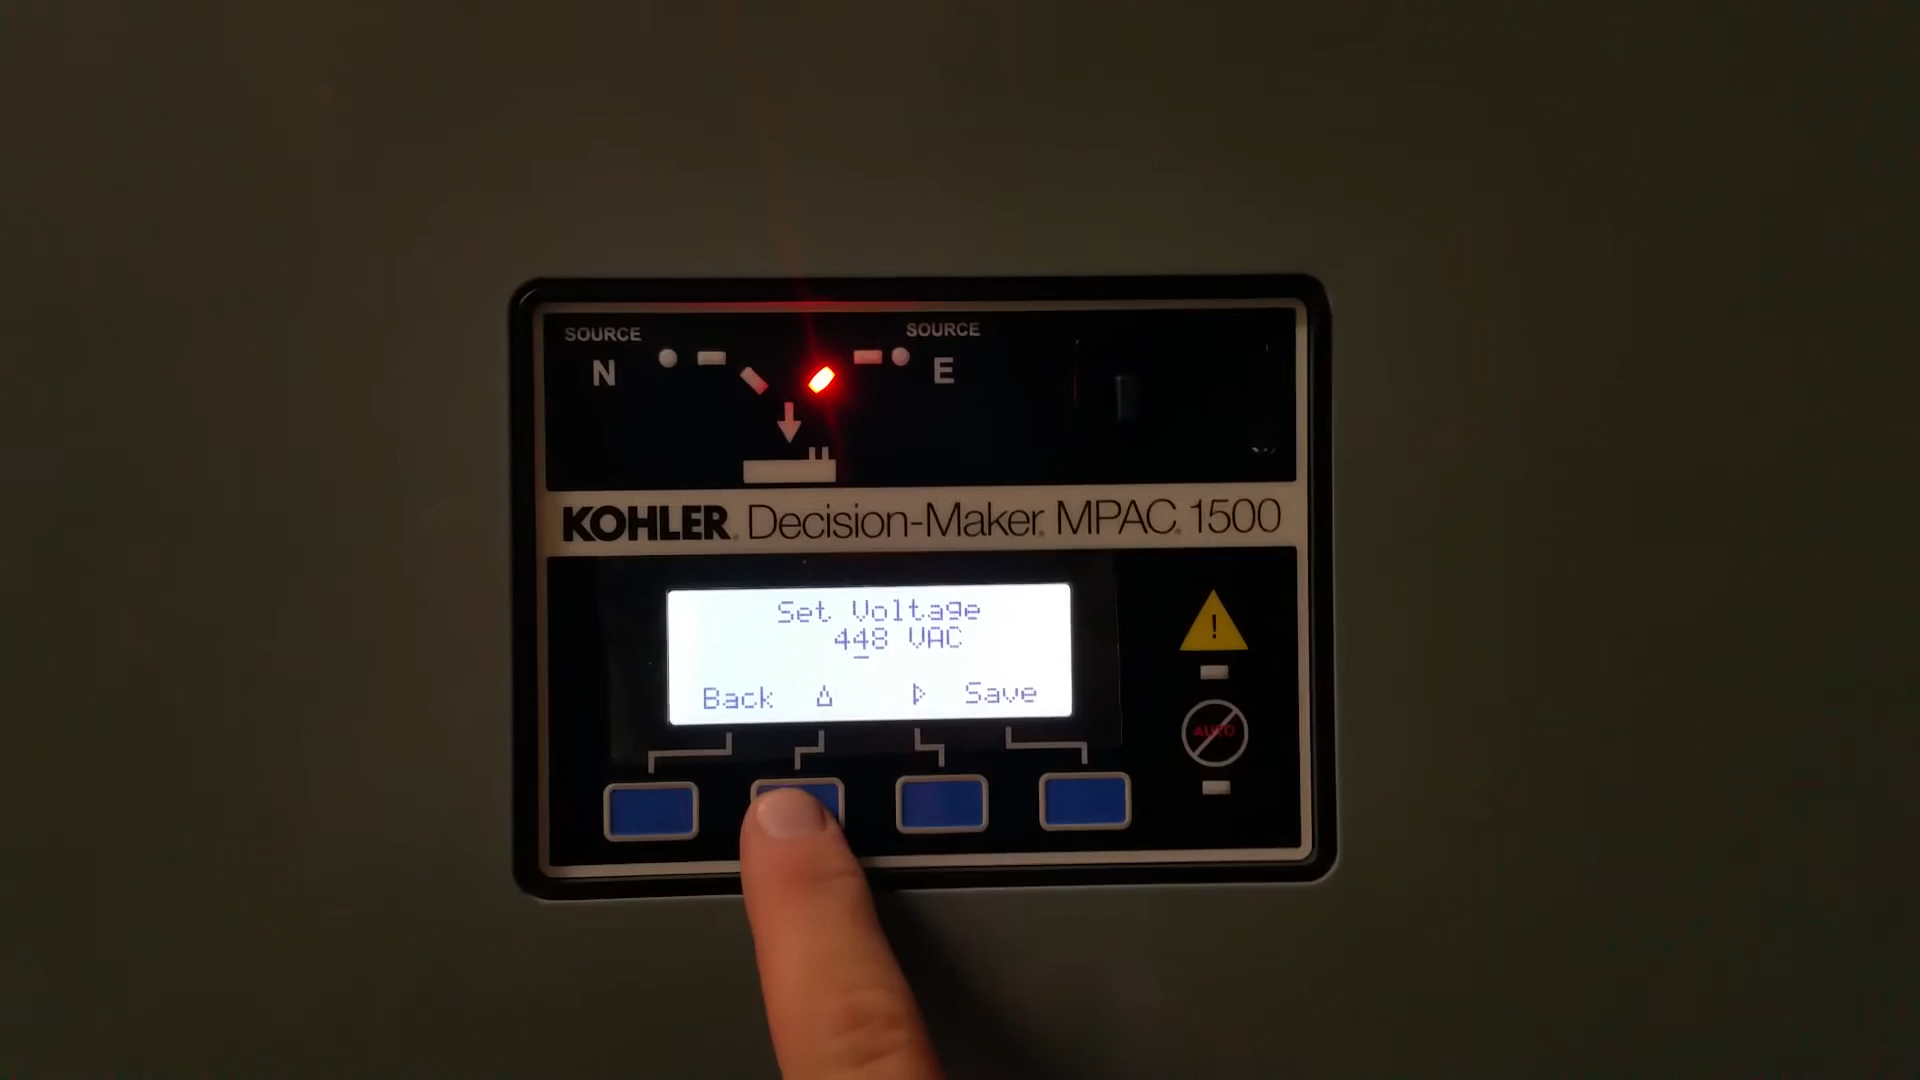 SOURCE
N
SOURCE
E
KOHLER Decision-Maker MPAC 1500
Set Voltage
448 VAC
Back Save
!
AUTO